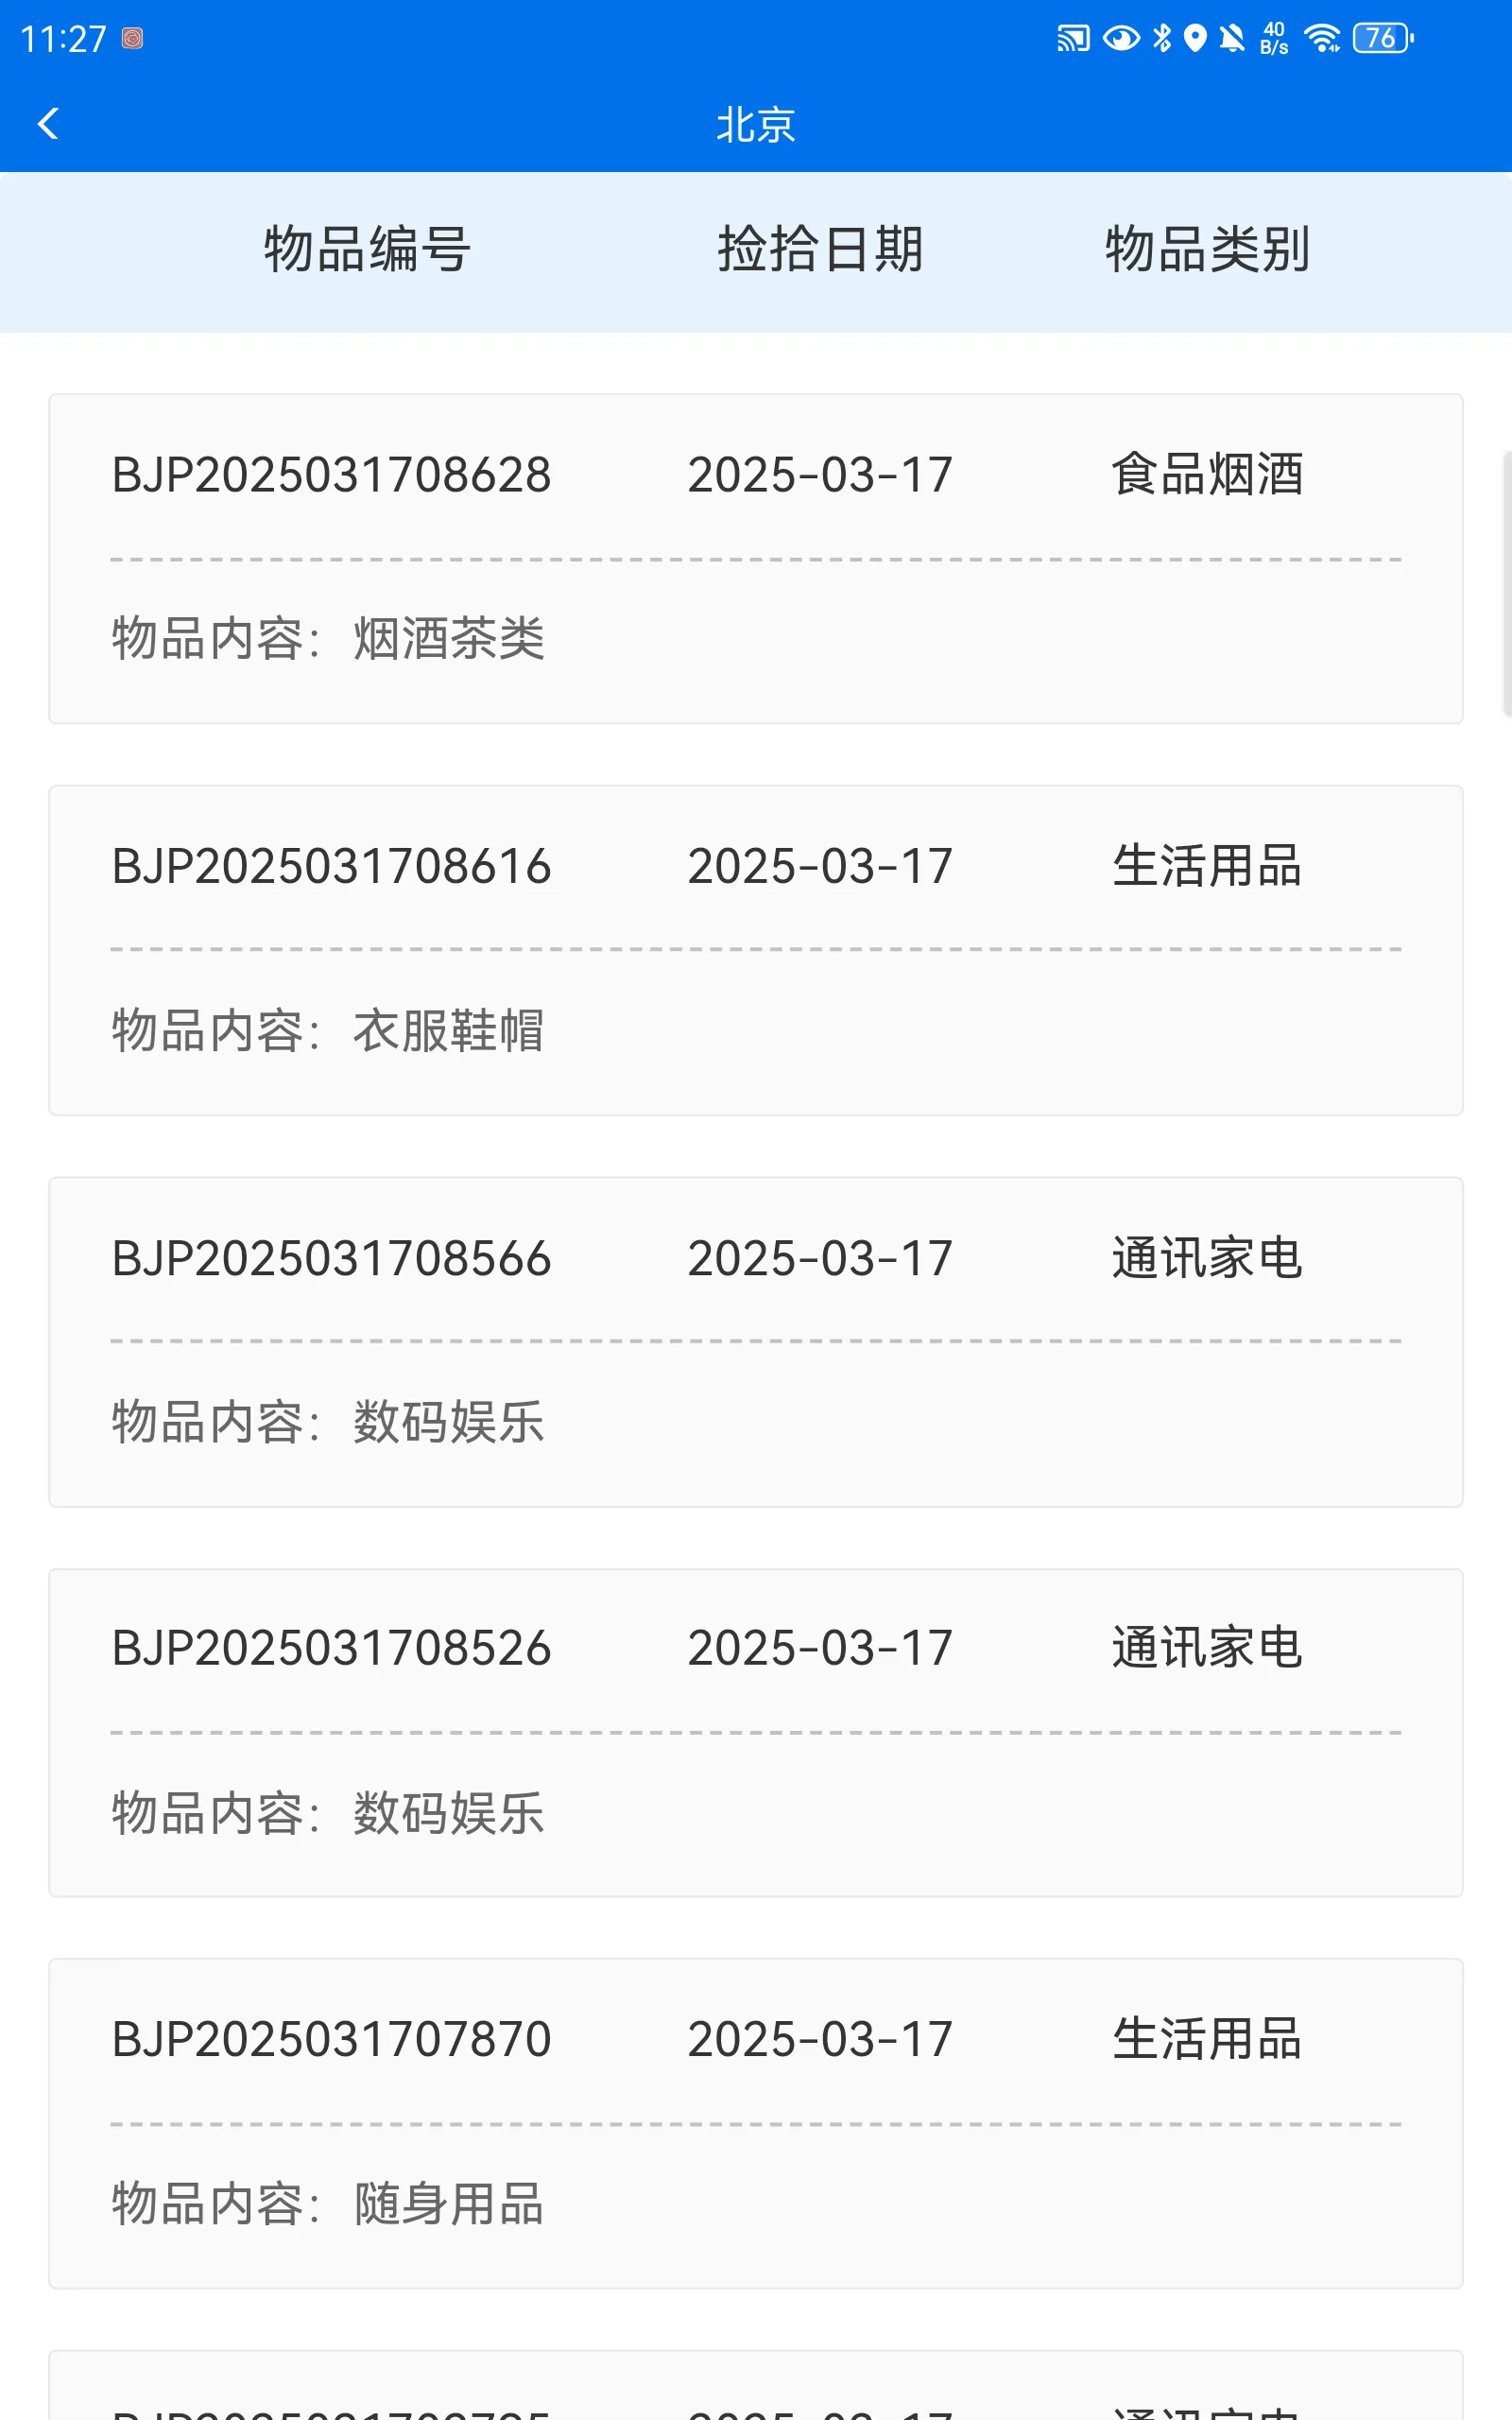 11:27
40 B/s
76
北京
物品编号 捡拾日期 物品类别
BJP2025031708628 2025-03-17 食品烟酒
物品内容：烟酒茶类
BJP2025031708616 2025-03-17 生活用品
物品内容：衣服鞋帽
BJP2025031708566 2025-03-17 通讯家电
物品内容：数码娱乐
BJP2025031708526 2025-03-17 通讯家电
物品内容：数码娱乐
BJP2025031707870 2025-03-17 生活用品
物品内容：随身用品